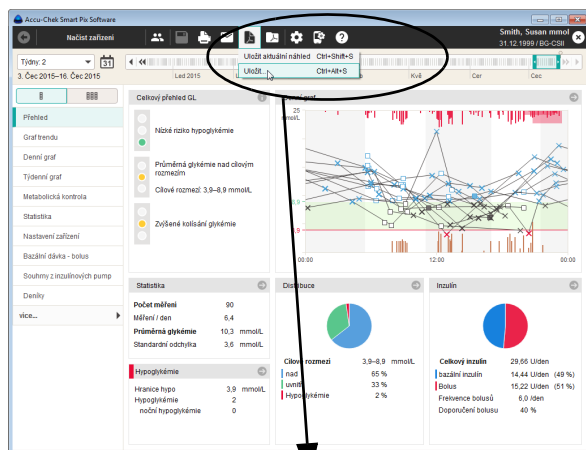 Accu-Chek Smart Pix Software
Načíst zařízení
Smith, Susan mmol
31.12.1999 / BG-CSII
Uložit aktuální náhled Ctrl+Shift+S
Uložit... Ctrl+Alt+S
Týdny: 2
31
3. Čec 2015–16. Čec 2015
Led 2015
Kvě
Čer
Čec
Přehled
Graf trendu
Denní graf
Týdenní graf
Metabolická kontrola
Statistika
Nastavení zařízení
Bazální dávka - bolus
Souhrny z inzulínových pump
Deníky
více...
Celkový přehled GL
Nízké riziko hypoglykémie
Průměrná glykémie nad cílovým
rozmezím
Cílové rozmezí: 3,9–8,9 mmol/L
Zvýšené kolísání glykémie
Denní graf
25
mmol/L
00:00
12:00
00:00
Statistika
Počet měření 90
Měření / den 6,4
Průměrná glykémie 10,3 mmol/L
Standardní odchylka 3,6 mmol/L
Hypoglykémie
Hranice hypo 3,9 mmol/L
Hypoglykémie 2
noční hypoglykémie 0
Distribuce
Cílové rozmezí 3,9–8,9 mmol/L
nad 65 %
uvnitř 33 %
Hypoglykémie 2 %
Inzulín
Celkový inzulín 29,66 U/den
bazální inzulín 14,44 U/den (49 %)
Bolus 15,22 U/den (51 %)
Frekvence bolusů 6,0 /den
Doporučení bolusu 40 %